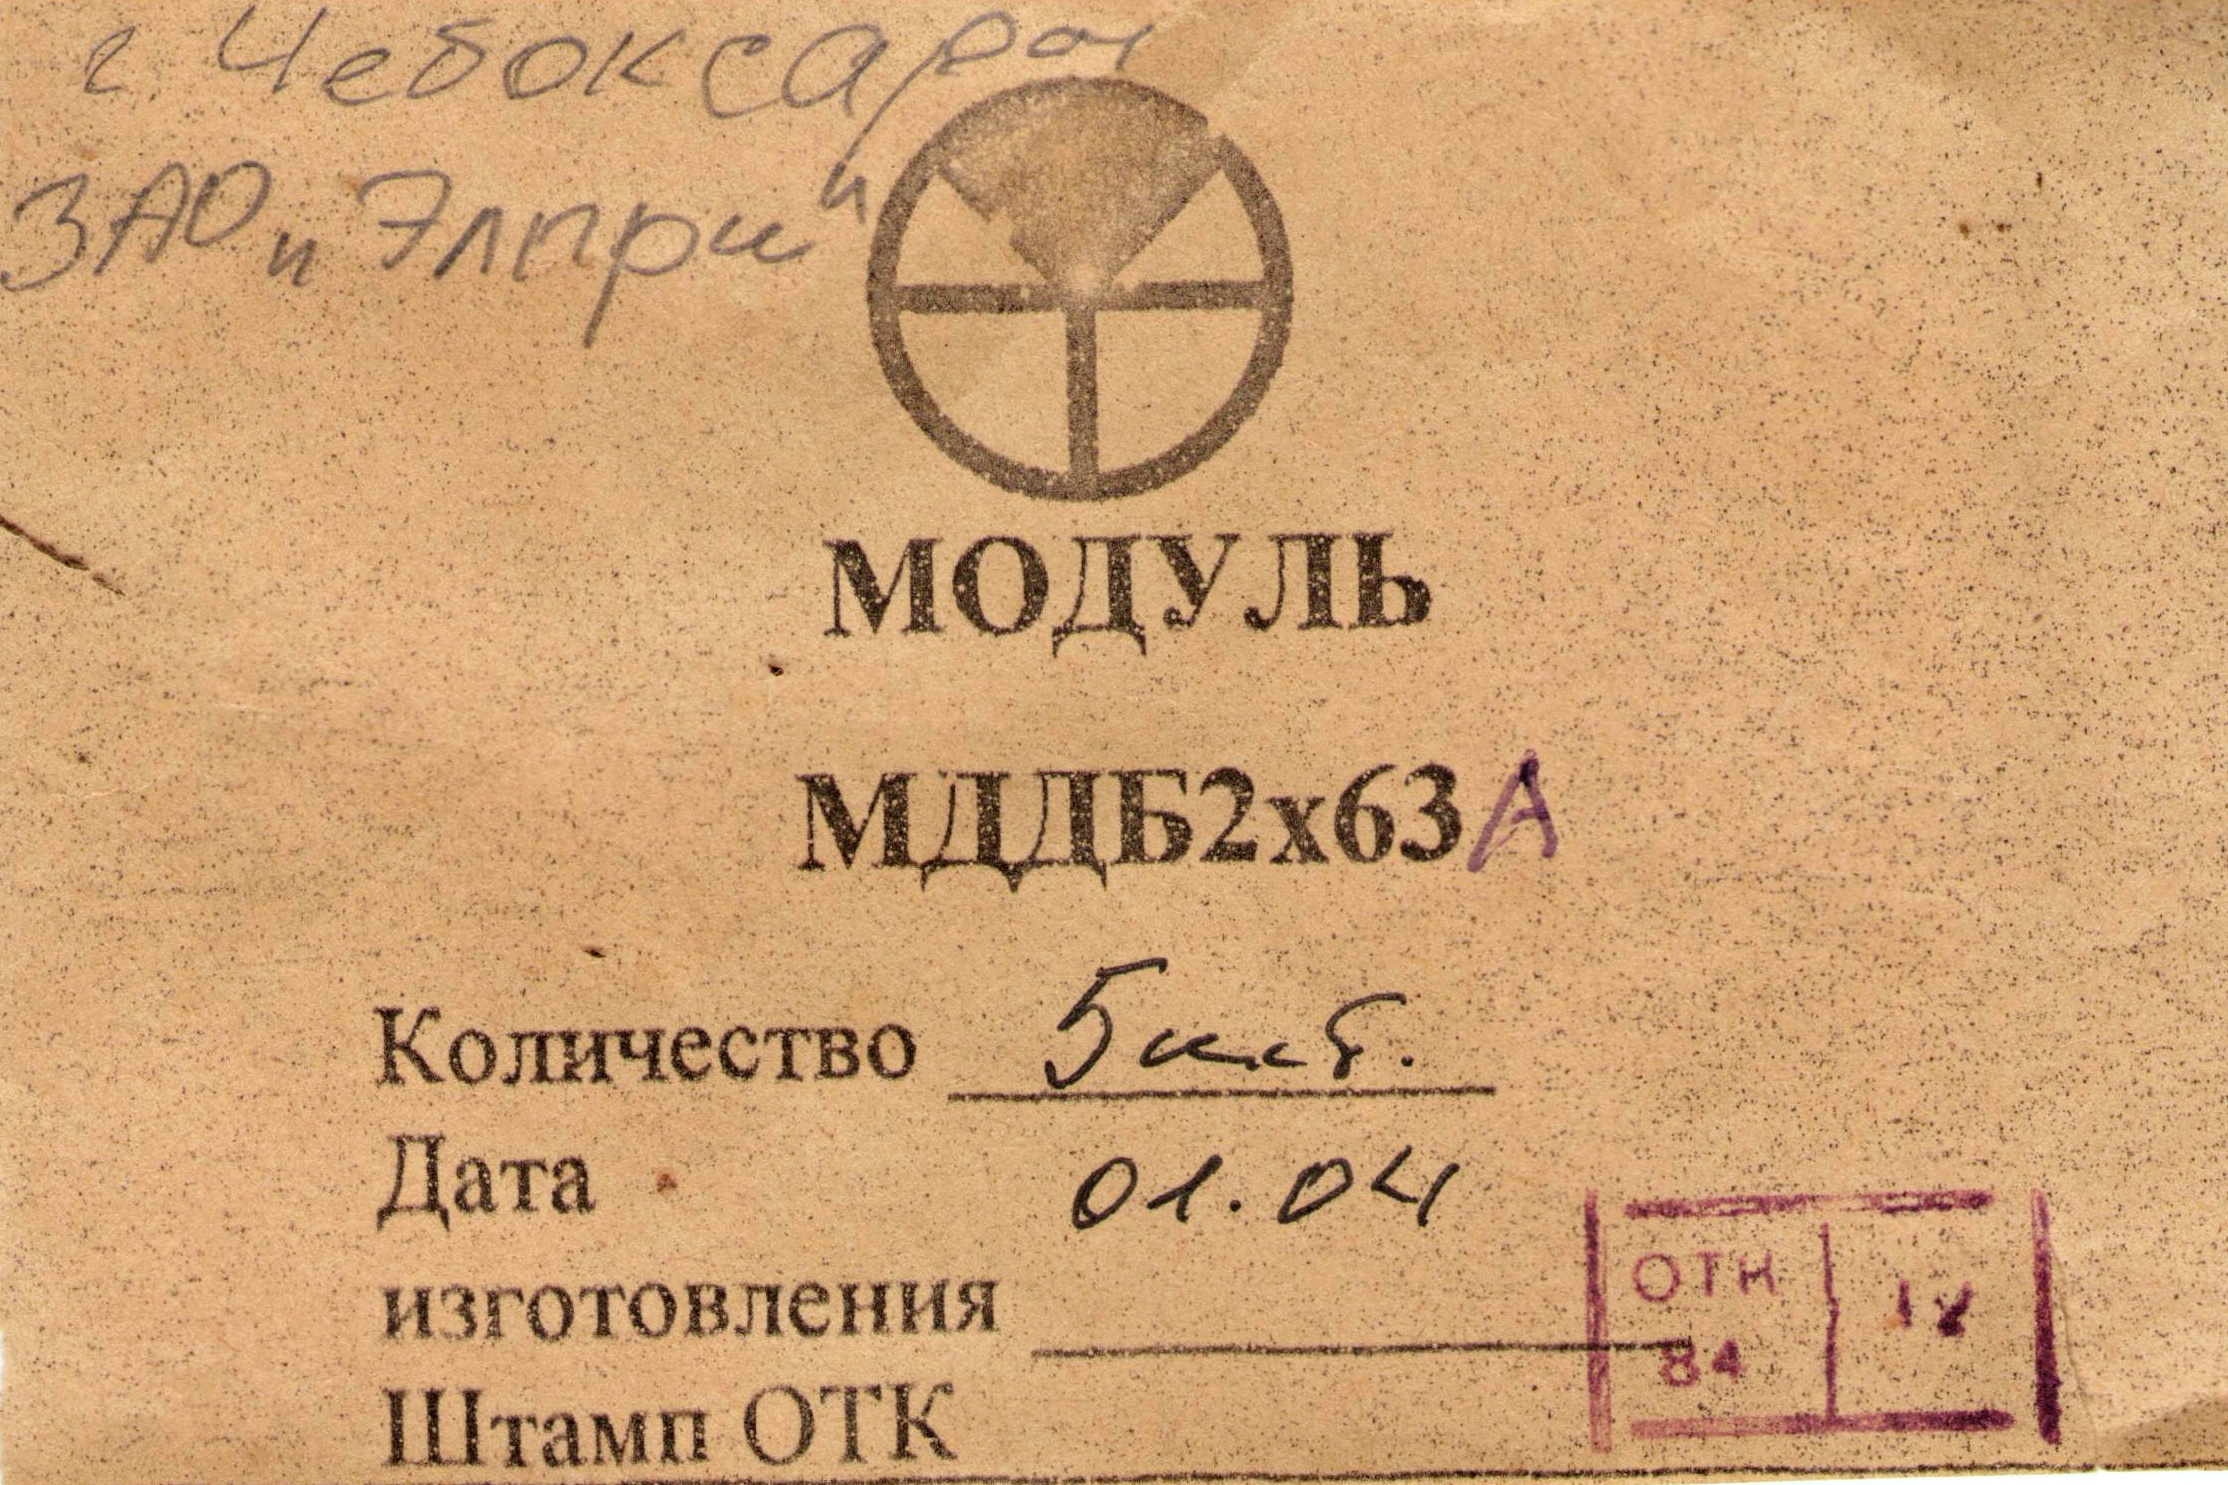 г. Чебоксары
ЗАО "Элпри"
МОДУЛЬ
МДДБ2х63А
Количество 5 шт.
Дата 01.04
изготовления
Штамп ОТК
ОТК
84